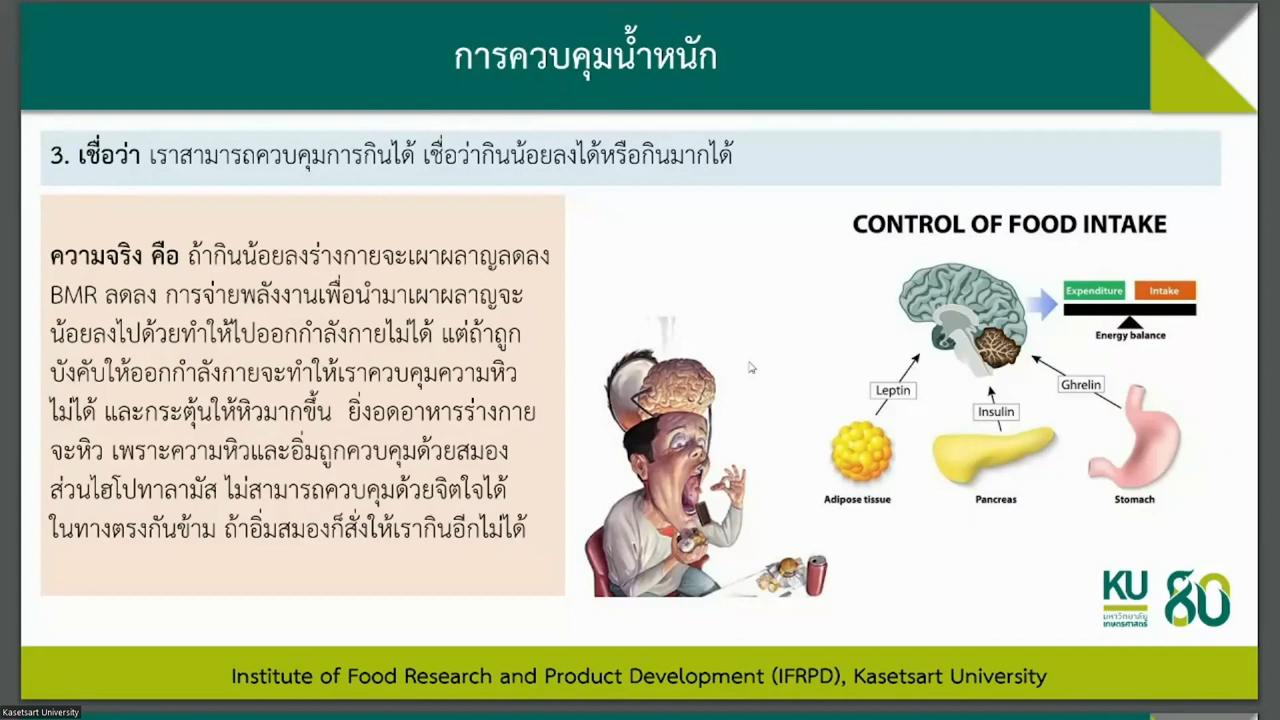 การควบคุมน้ำหนัก
3. เชื่อว่า เราสามารถควบคุมการกินได้ เชื่อว่ากินน้อยลงได้หรือกินมากได้
ความจริง คือ ถ้ากินน้อยลงร่างกายจะเผาผลาญลดลง
BMR ลดลง การจ่ายพลังงานเพื่อนำมาเผาผลาญจะ
น้อยลงไปด้วยทำให้ไปออกกำลังกายไม่ได้ แต่ถ้าถูก
บังคับให้ออกกำลังกายจะทำให้เราควบคุมความหิว
ไม่ได้ และกระตุ้นให้หิวมากขึ้น ยิ่งอดอาหารร่างกาย
จะหิว เพราะความหิวและอิ่มถูกควบคุมด้วยสมอง
ส่วนไฮโปทาลามัส ไม่สามารถควบคุมด้วยจิตใจได้
ในทางตรงกันข้าม ถ้าอิ่มสมองก็สั่งให้เรากินอีกไม่ได้
CONTROL OF FOOD INTAKE
Expenditure Intake
Energy balance
Leptin
Insulin
Ghrelin
Adipose tissue
Pancreas
Stomach
KU 80
มหาวิทยาลัย
เกษตรศาสตร์
Institute of Food Research and Product Development (IFRPD), Kasetsart University
Kasetsart University